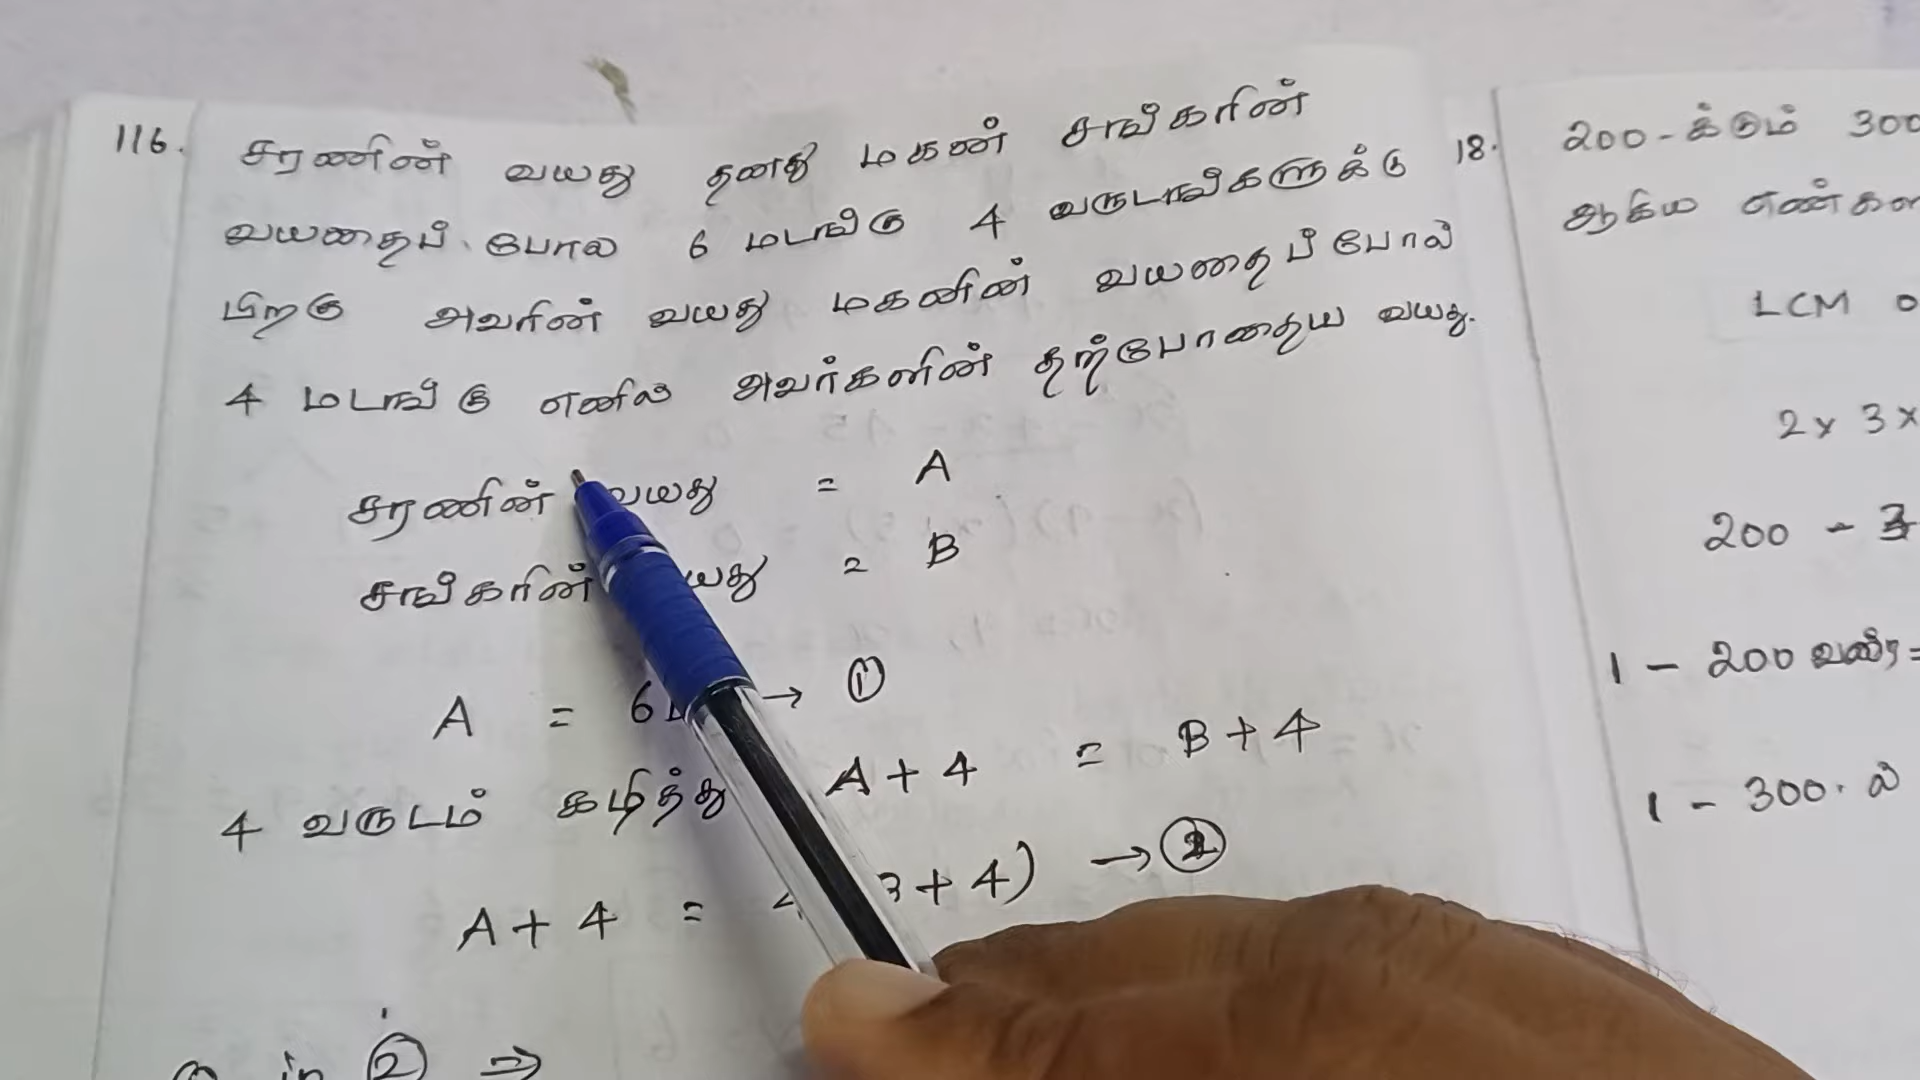 116. சரணின் வயது தனது மகன் சங்கரின்
வயதைப் போல 6 மடங்கு 4 வருடங்களுக்கு
பிறகு அவரின் வயது மகனின் வயதைப் போல்
4 மடங்கு எனில் அவர்களின் தற்போதைய வயது.
சரணின் வயது = A
சங்கரின் = B
A = 6 → ①
4 வருடம் கழித்து A + 4 = B + 4
A + 4 = + 4) → ②
in ② ⇒
18. 200-க்கும் 300
ஆகிய
LCM
2 x 3 x
200 - 3
1 - 200 வரை =
1 - 300.